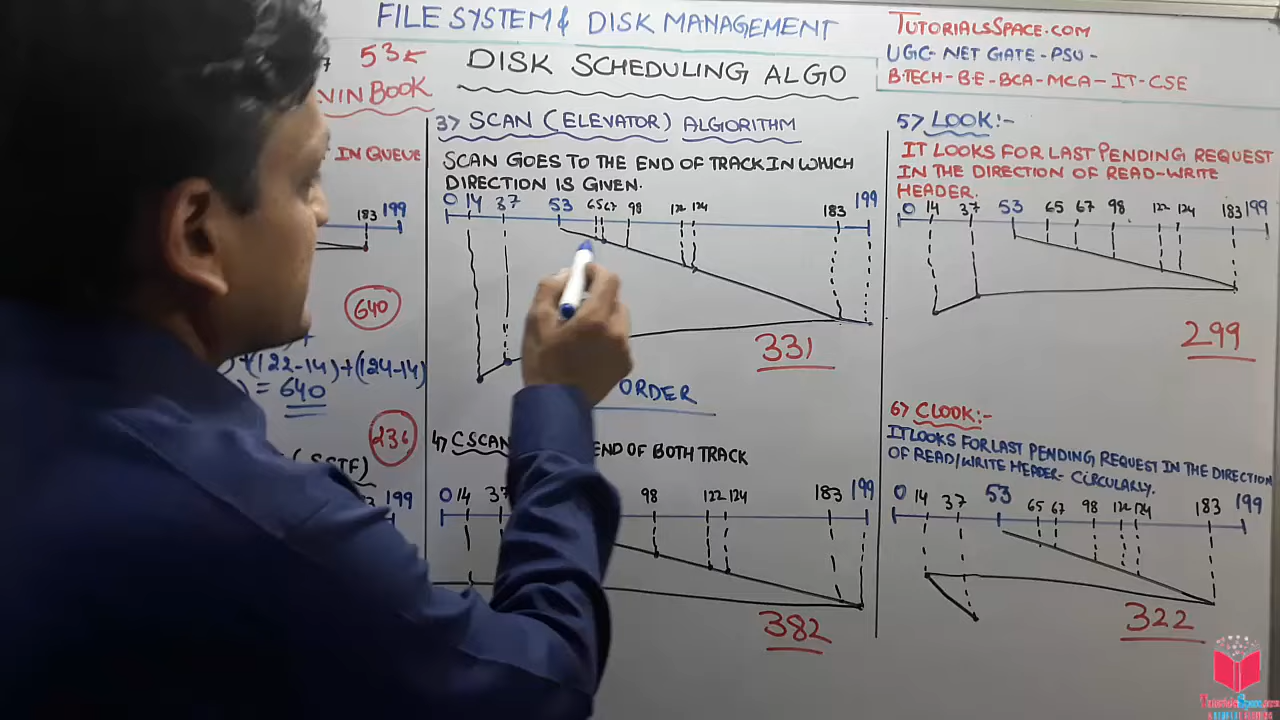 FILE SYSTEM & DISK MANAGEMENT
TUTORIALSSPACE.COM
UGC-NET GATE-PSU-
B.TECH-B.E-BCA-MCA-IT-CSE
DISK SCHEDULING ALGO
53
VIN BOOK
IN QUEUE
183 199
640
+(122-14)+(124-14)
= 640
236
(SSTF)
199
3> SCAN (ELEVATOR) ALGORITHM
SCAN GOES TO THE END OF TRACK IN WHICH
DIRECTION IS GIVEN.
0 14 37 53 65 67 98 122 124 183 199
331
ORDER
4> CSCAN END OF BOTH TRACK
0 14 37 98 122 124 183 199
382
5> LOOK:-
IT LOOKS FOR LAST PENDING REQUEST
IN THE DIRECTION OF READ-WRITE
HEADER.
0 14 37 53 65 67 98 122 124 183 199
299
6> CLOOK:-
IT LOOKS FOR LAST PENDING REQUEST IN THE DIRECTION
OF READ/WRITE HEADER - CIRCULARLY.
0 14 37 53 65 67 98 122 124 183 199
322